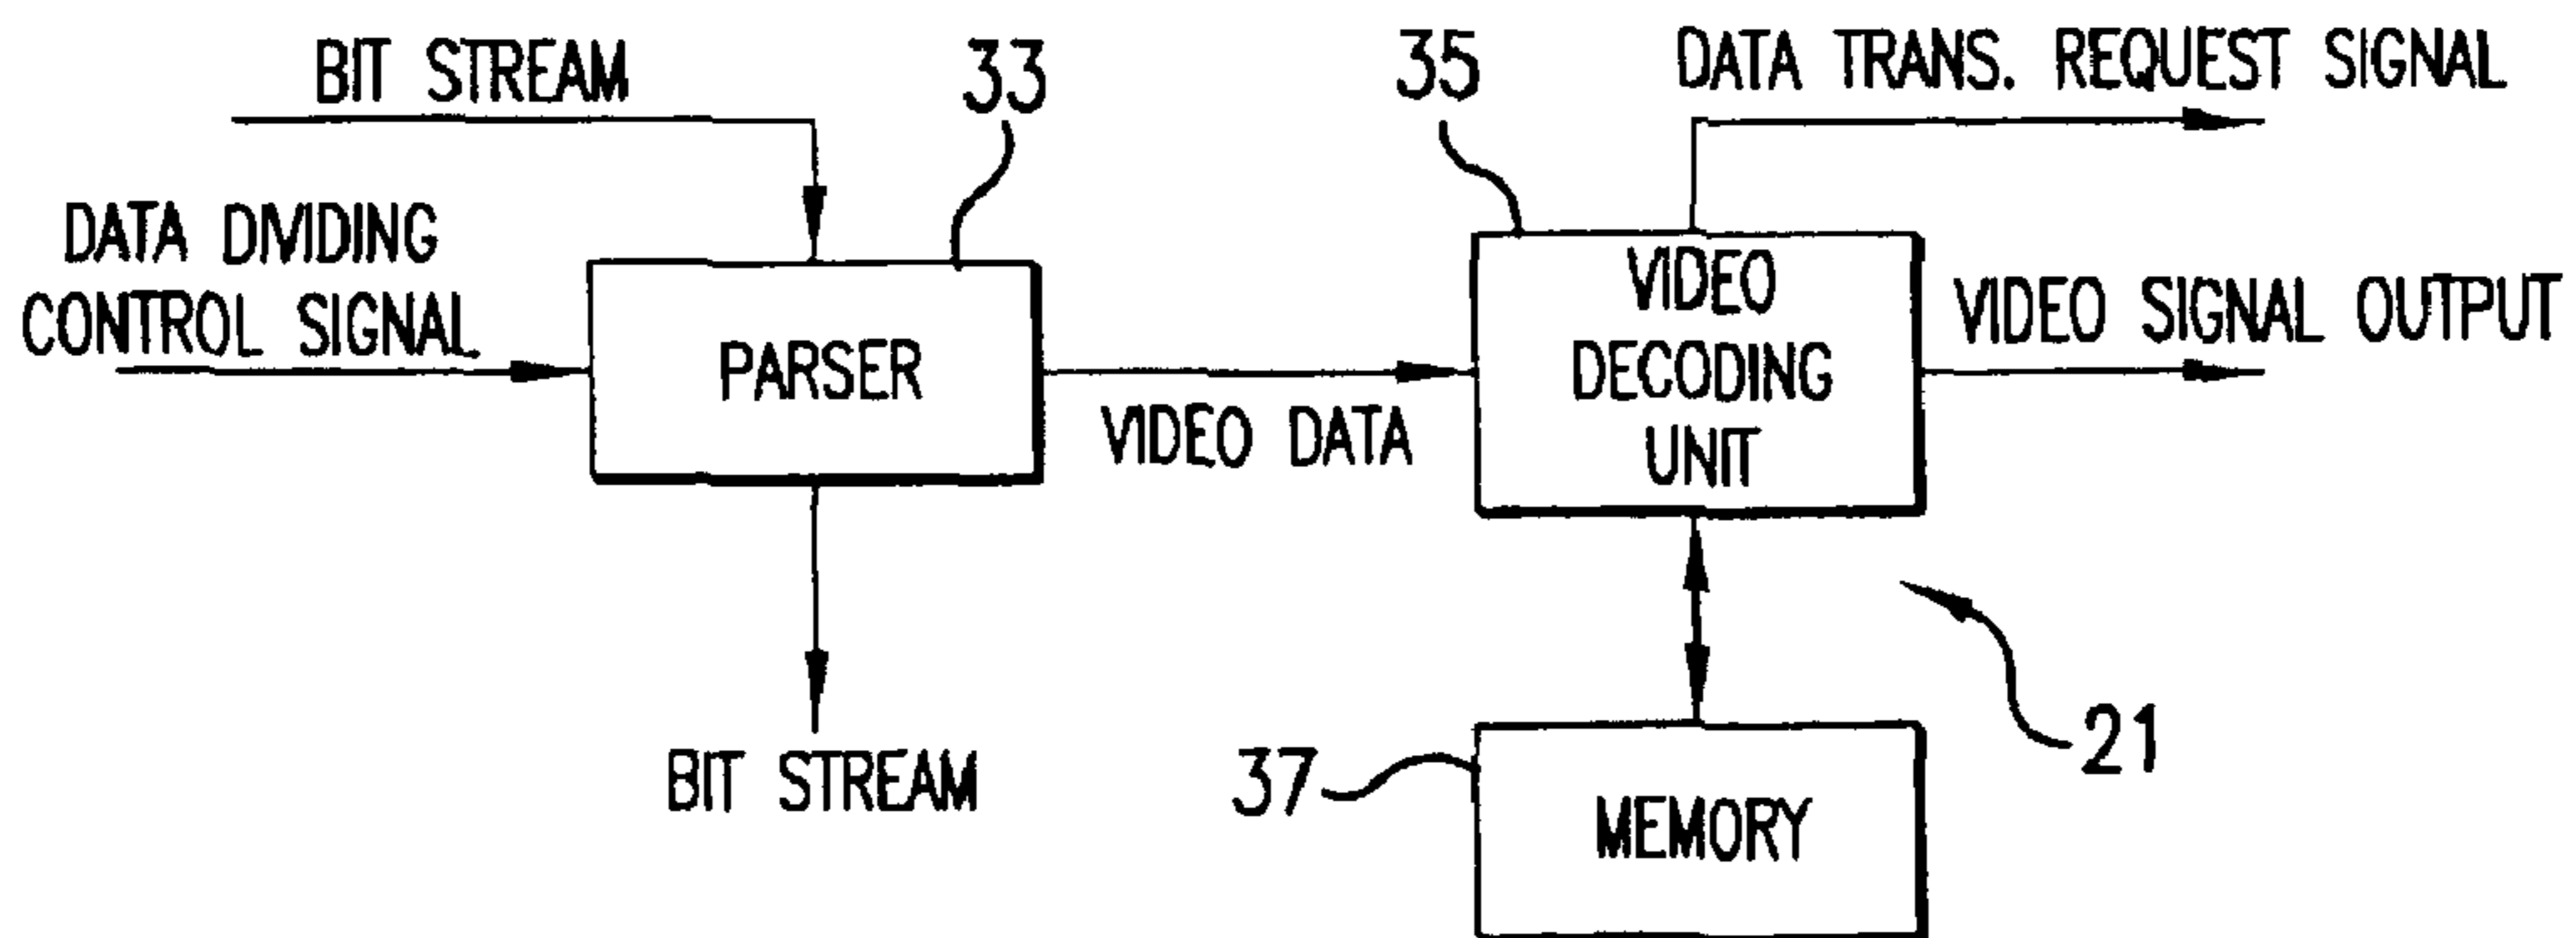 BIT STREAM
33
35
DATA TRANS. REQUEST SIGNAL
DATA DIVIDING
CONTROL SIGNAL
PARSER
VIDEO DATA
VIDEO
DECODING
UNIT
VIDEO SIGNAL OUTPUT
BIT STREAM
37
MEMORY
21